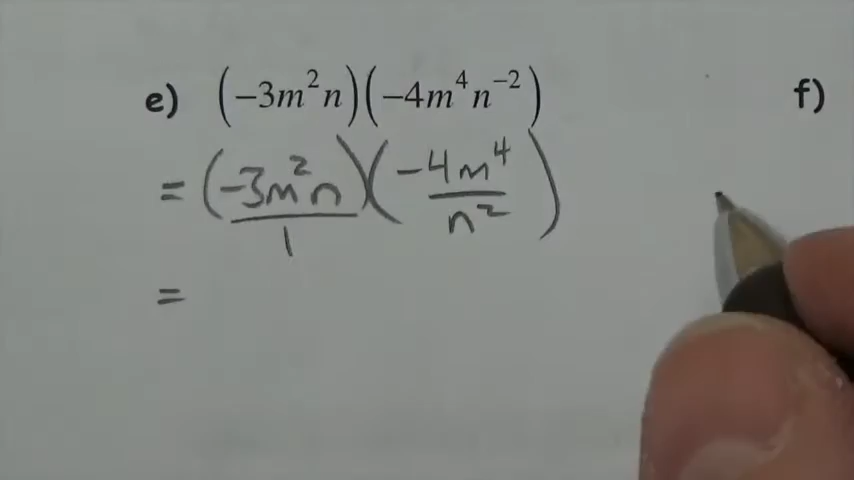 e) (−3m²n)(−4m⁴n⁻²) f)
= (−3m²n/1)(−4m⁴/n²)
=